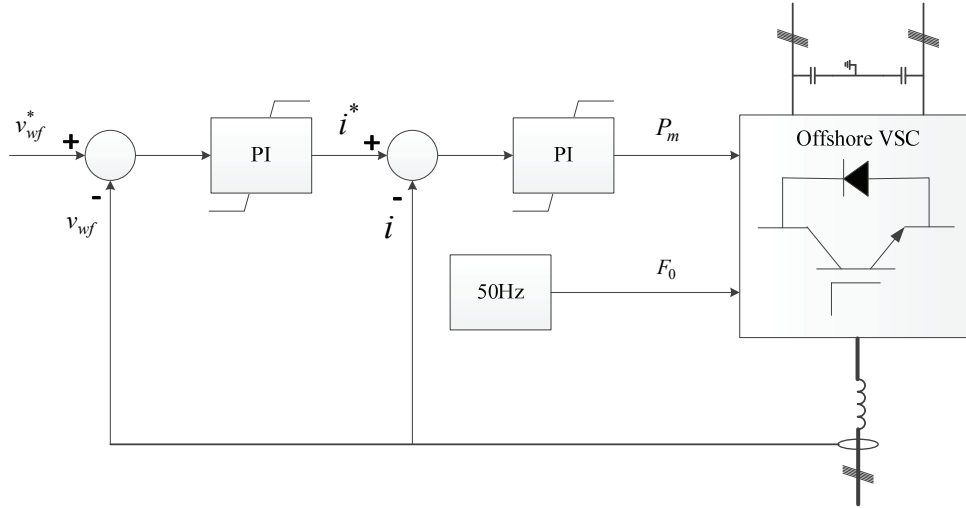 Offshore VSC
v*wf
+
-
vwf
PI
i*
+
-
i
PI
Pm
50Hz
F0